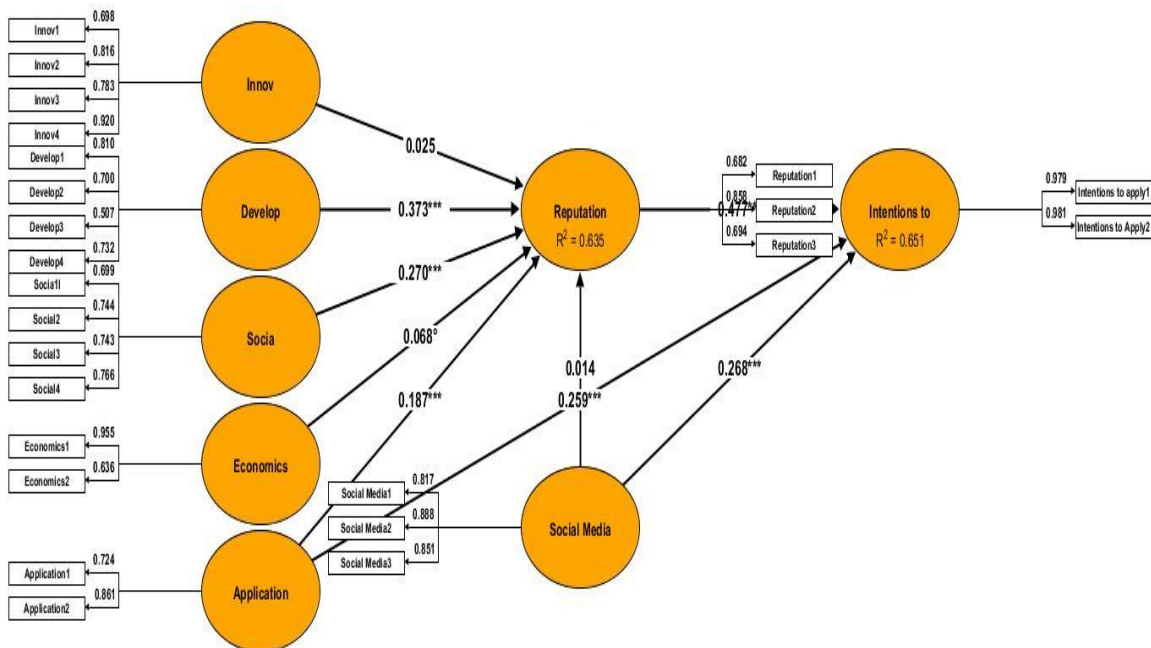 0.698
Innov1
0.816
Innov2
0.783
Innov3
0.920
Innov4
Innov
0.810
Develop1
0.700
Develop2
0.507
Develop3
0.732
Develop4
Develop
0.699
Socia1l
0.744
Social2
0.743
Social3
0.766
Social4
Socia
0.955
Economics1
0.636
Economics2
Economics
0.724
Application1
0.861
Application2
Application
0.025
0.373***
0.270***
0.068°
0.187***
0.014
0.259***
0.268***
Reputation
R² = 0.635
0.682
Reputation1
0.858
Reputation2
0.477**
0.694
Reputation3
Intentions to
R² = 0.651
0.979
Intentions to apply1
0.981
Intentions to Apply2
0.817
Social Media1
0.888
Social Media2
0.851
Social Media3
Social Media